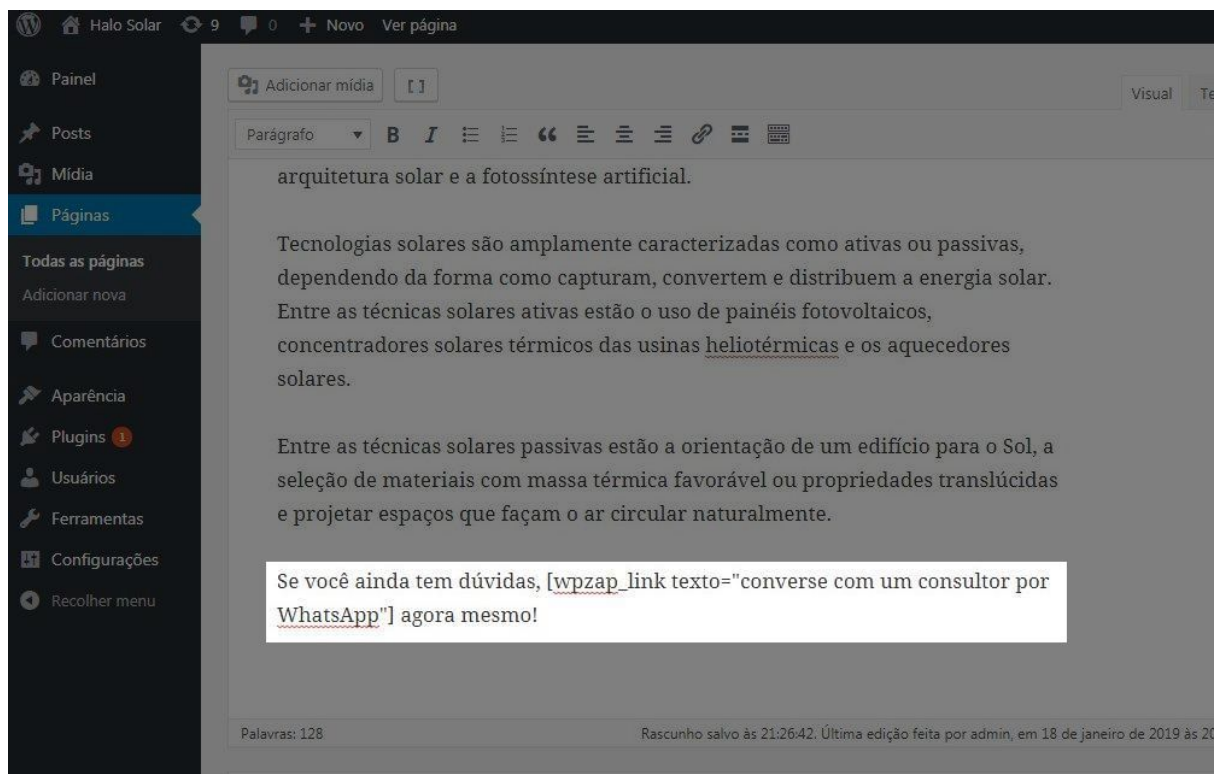 Halo Solar 9 0 + Novo Ver página
Painel
Posts
Mídia
Páginas
Todas as páginas
Adicionar nova
Comentários
Aparência
Plugins 1
Usuários
Ferramentas
Configurações
Recolher menu
Adicionar mídia [ ]
Visual
Parágrafo B I
arquitetura solar e a fotossíntese artificial.
Tecnologias solares são amplamente caracterizadas como ativas ou passivas,
dependendo da forma como capturam, convertem e distribuem a energia solar.
Entre as técnicas solares ativas estão o uso de painéis fotovoltaicos,
concentradores solares térmicos das usinas heliotérmicas e os aquecedores
solares.
Entre as técnicas solares passivas estão a orientação de um edifício para o Sol, a
seleção de materiais com massa térmica favorável ou propriedades translúcidas
e projetar espaços que façam o ar circular naturalmente.
Se você ainda tem dúvidas, [wpzap_link texto="converse com um consultor por
WhatsApp"] agora mesmo!
Palavras: 128
Rascunho salvo às 21:26:42. Última edição feita por admin, em 18 de janeiro de 2019 às 20